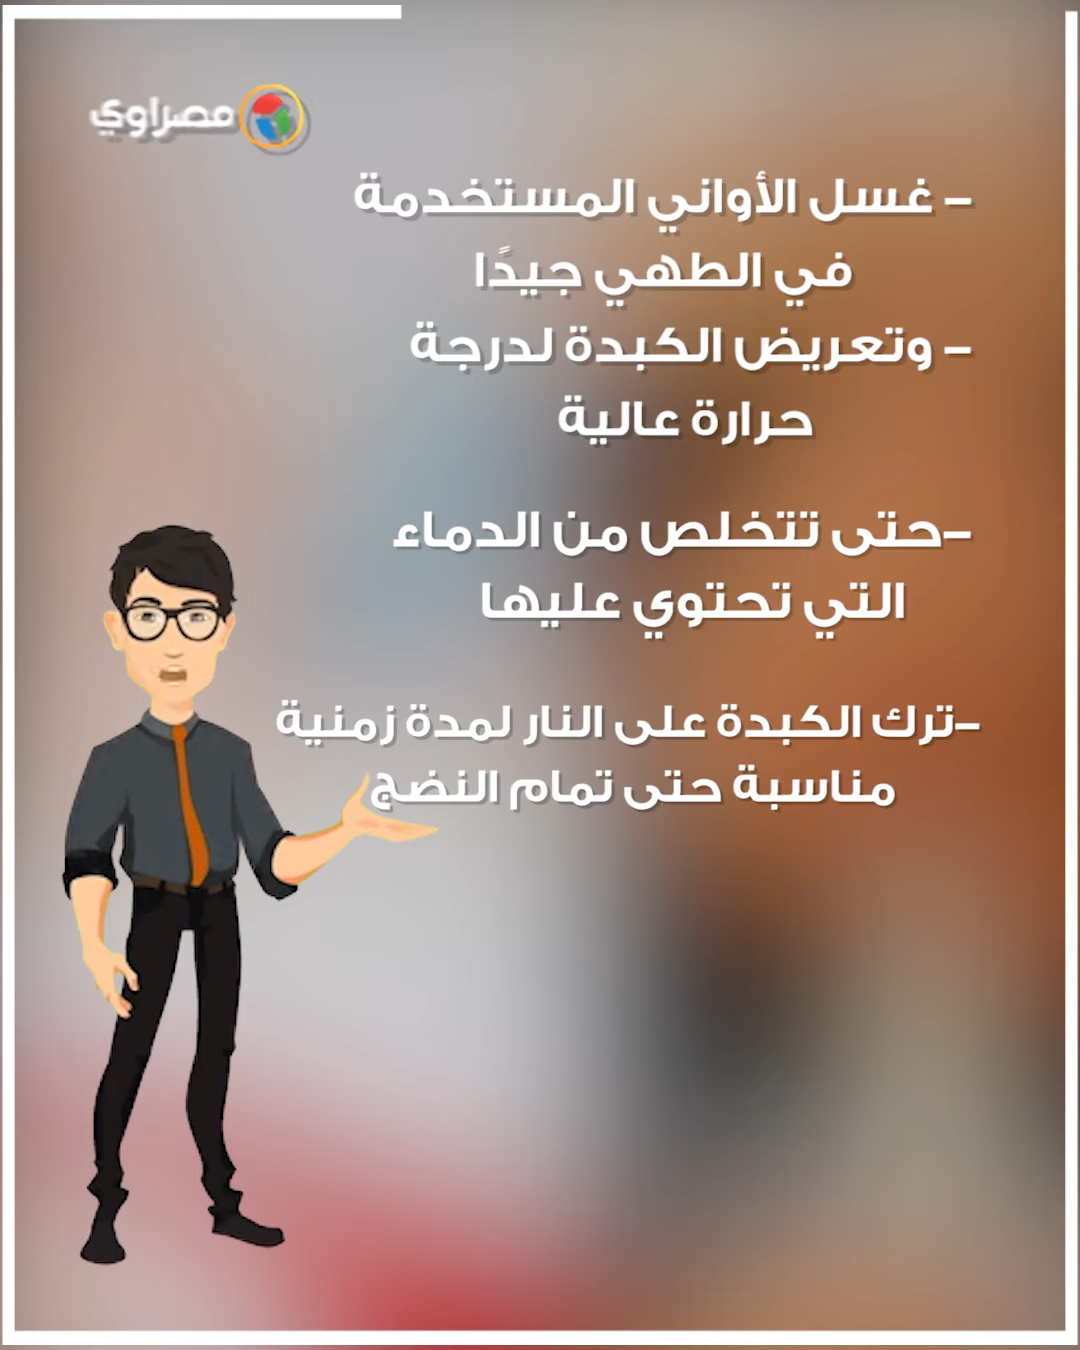 مصراوي
- غسل الأواني المستخدمة
في الطهي جيدًا
- وتعريض الكبدة لدرجة
حرارة عالية
-حتى تتخلص من الدماء
التي تحتوي عليها
-ترك الكبدة على النار لمدة زمنية
مناسبة حتى تمام النضج